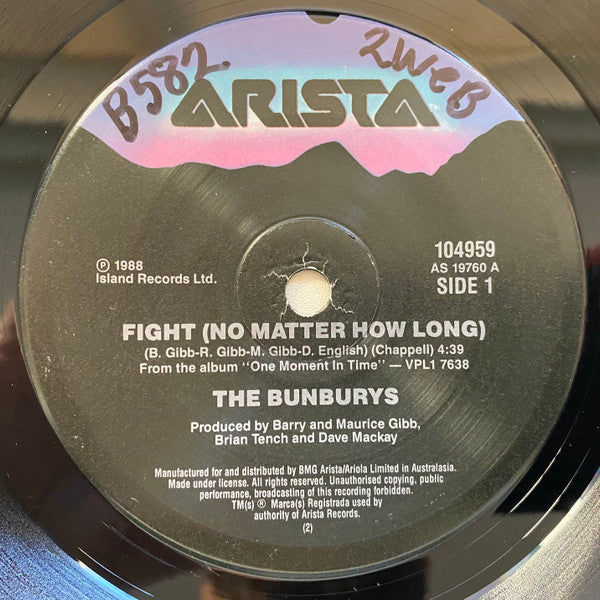 B582
2WEB
ARISTA
℗ 1988
Island Records Ltd.
104959
AS 19760 A
SIDE 1
FIGHT (NO MATTER HOW LONG)
(B. Gibb-R. Gibb-M. Gibb-D. English) (Chappell) 4:39
From the album "One Moment In Time" — VPL1 7638
THE BUNBURYS
Produced by Barry and Maurice Gibb,
Brian Tench and Dave Mackay
Manufactured for and distributed by BMG Arista/Ariola Limited in Australasia.
Made under license. All rights reserved. Unauthorised copying, public
performance, broadcasting of this recording forbidden.
TM(s) ® Marca(s) Registrada used by
authority of Arista Records.
(2)